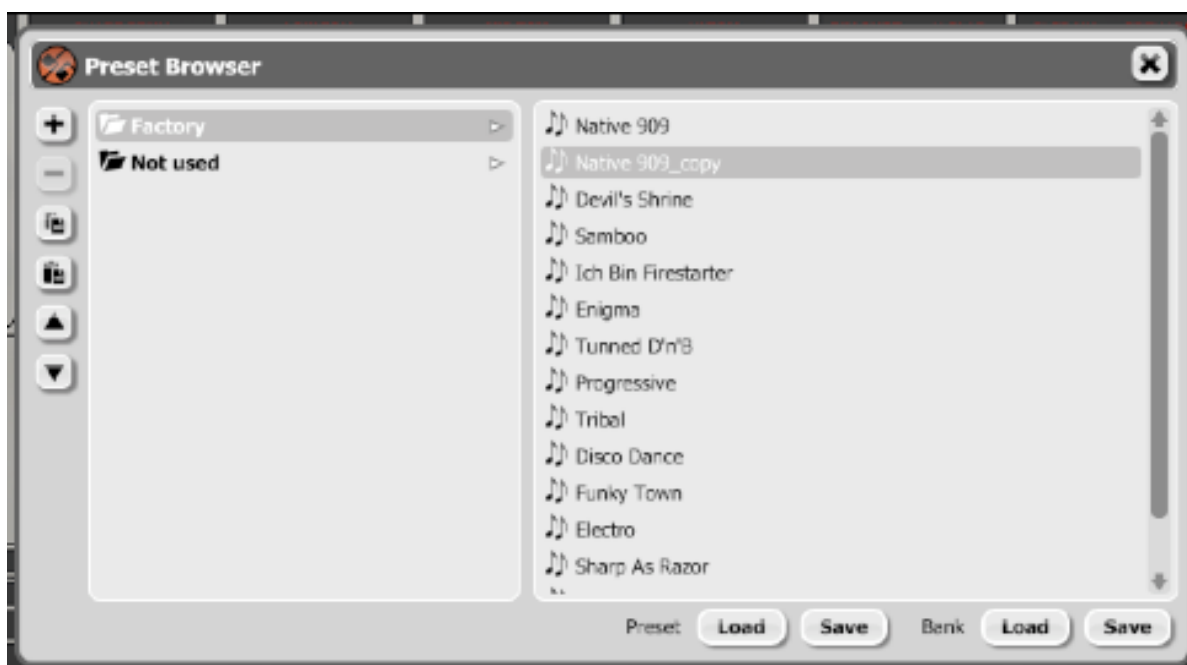 Preset Browser
Factory
Not used
Native 909
Native 909_copy
Devil's Shrine
Samboo
Ich Bin Firestarter
Enigma
Tunned D'n'B
Progressive
Tribal
Disco Dance
Funky Town
Electro
Sharp As Razor
Preset Load Save Bank Load Save